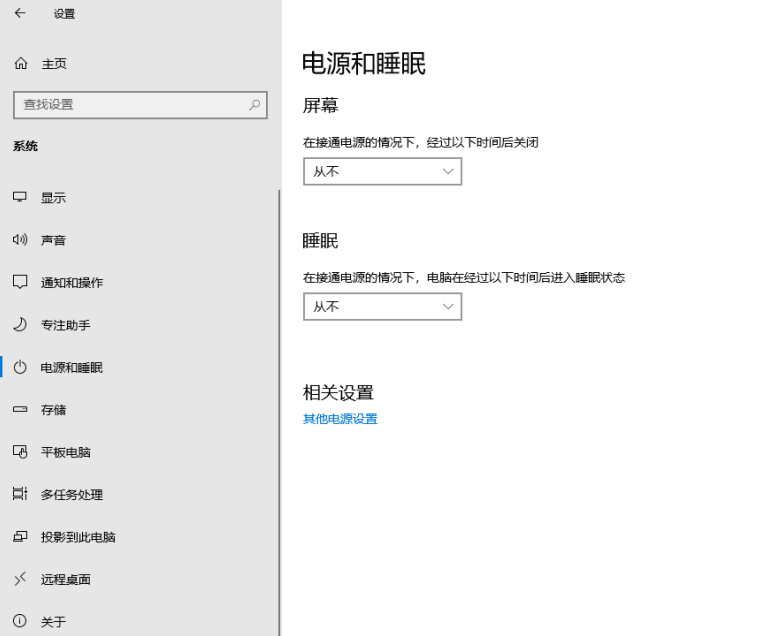 设置
主页
查找设置
系统
显示
声音
通知和操作
专注助手
电源和睡眠
存储
平板电脑
多任务处理
投影到此电脑
远程桌面
关于
电源和睡眠
屏幕
在接通电源的情况下，经过以下时间后关闭
从不
睡眠
在接通电源的情况下，电脑在经过以下时间后进入睡眠状态
从不
相关设置
其他电源设置